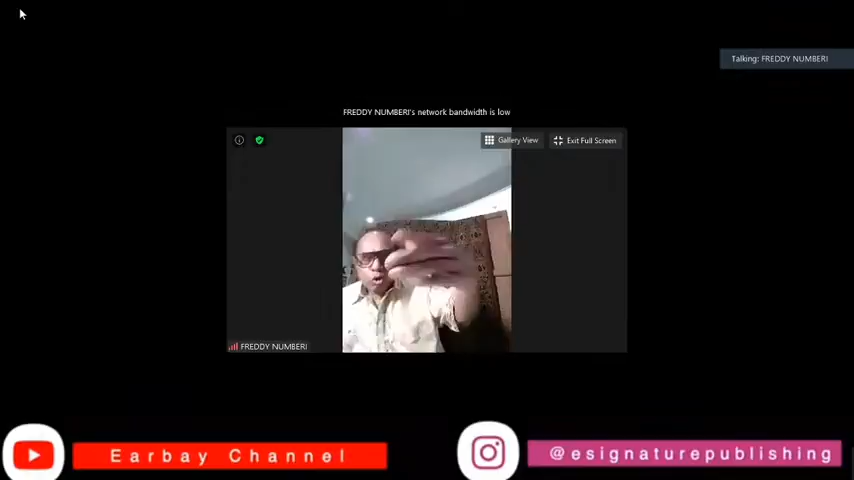 Talking: FREDDY NUMBERI
FREDDY NUMBERI's network bandwidth is low
Gallery View
Exit Full Screen
FREDDY NUMBERI
Earbay Channel
@esignaturepublishing